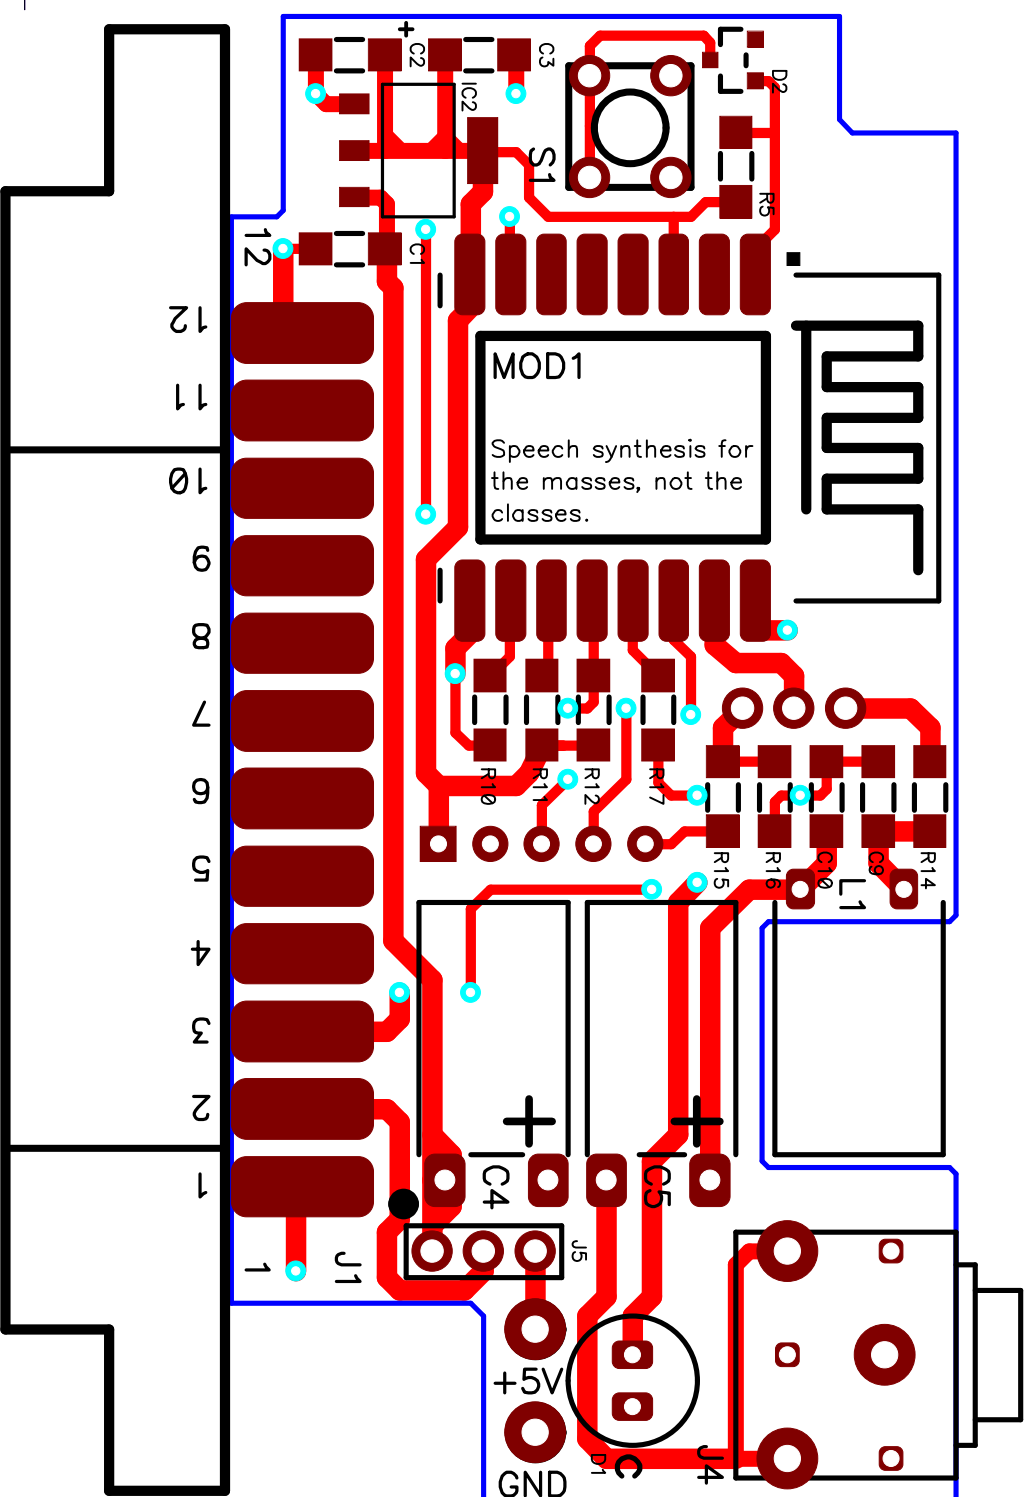 +
C2
C3
IC2
D2
S1
R5
12
C1
12
11
10
9
8
7
6
5
4
3
2
1
1
MOD1
Speech synthesis for
the masses, not the
classes.
R10
R11
R12
R17
R15
R16
C10
C9
R14
L1
+
+
C4
C5
J1
J5
+5V
GND
D1
C
J4